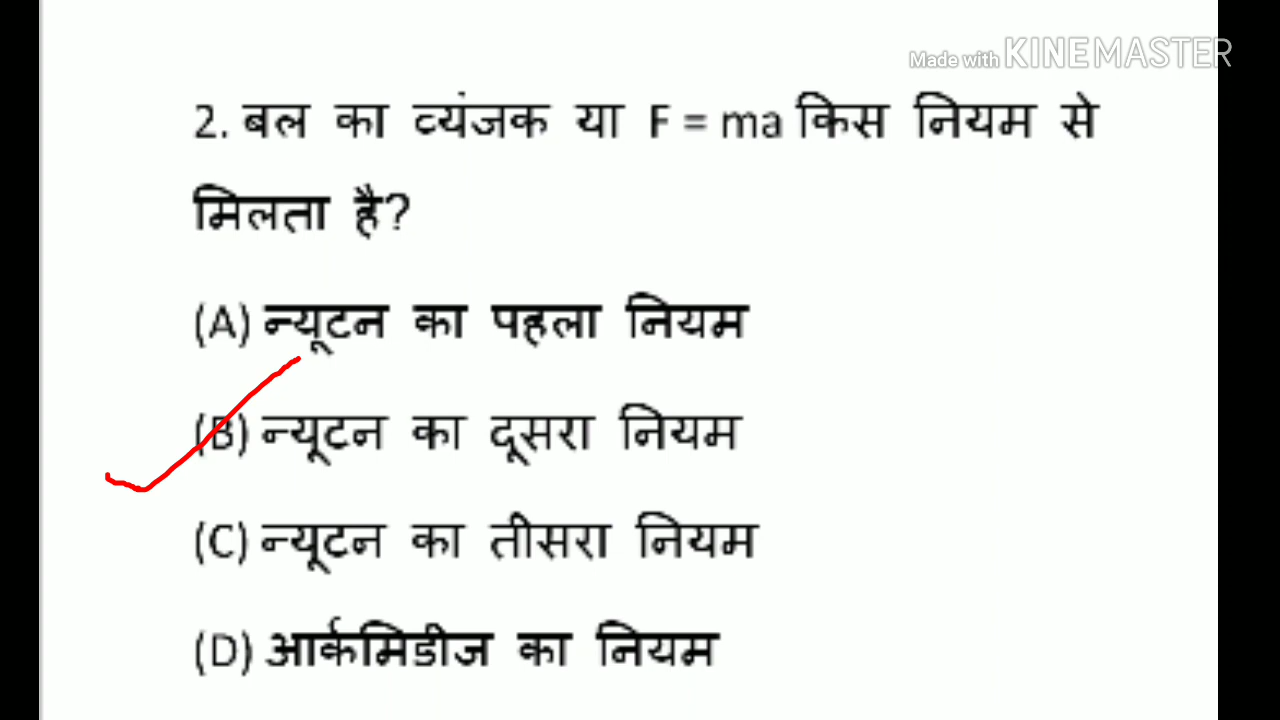 Made with KINEMASTER
2. बल का व्यंजक या F = ma किस नियम से
मिलता है?
(A) न्यूटन का पहला नियम
(B) न्यूटन का दूसरा नियम
(C) न्यूटन का तीसरा नियम
(D) आर्कमिडीज का नियम